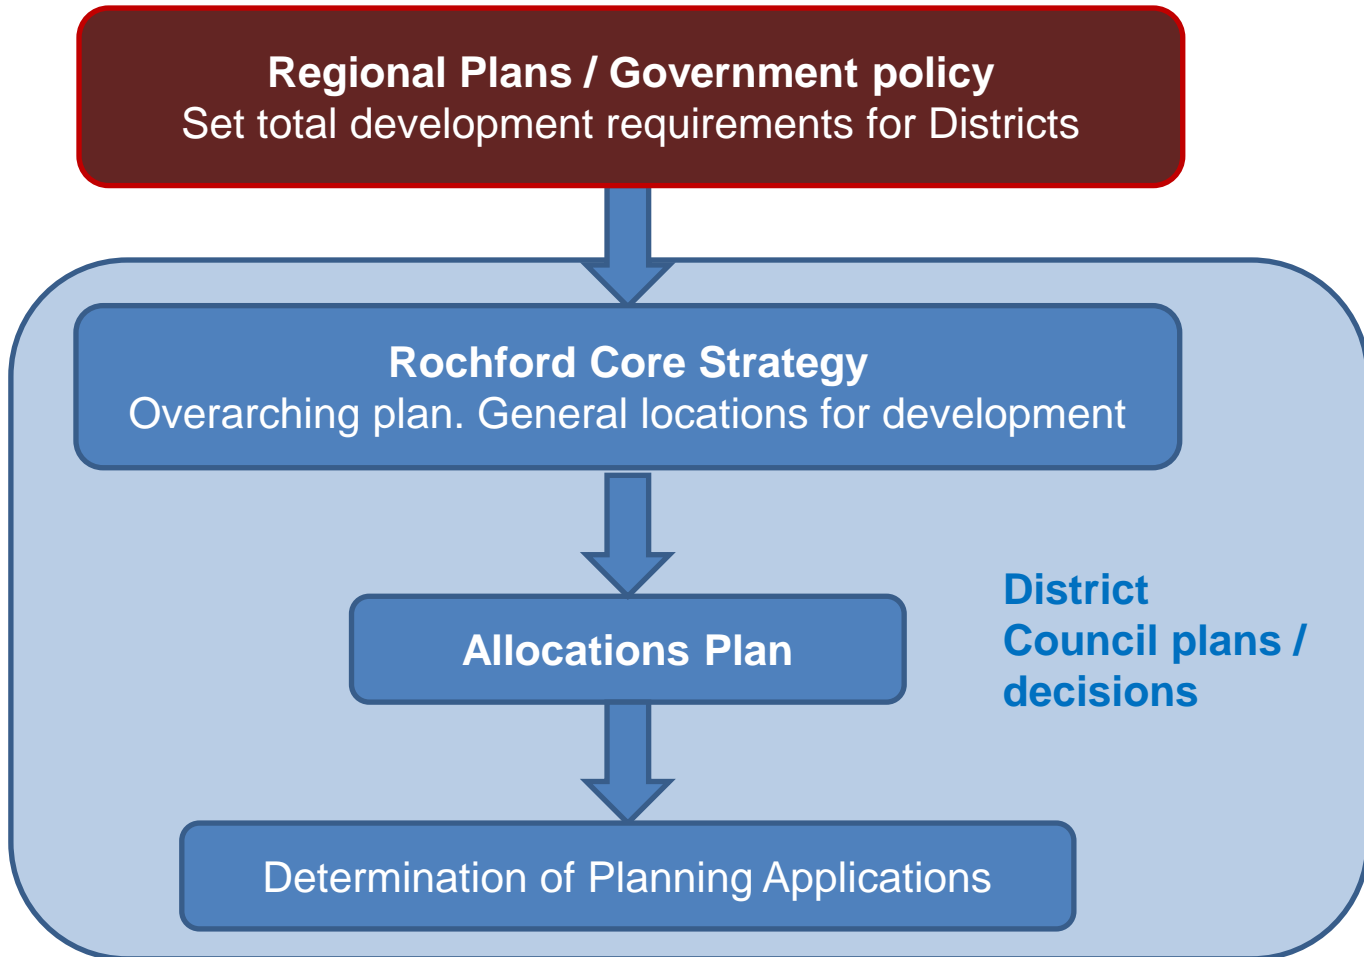 Regional Plans / Government policy
Set total development requirements for Districts
Rochford Core Strategy
Overarching plan. General locations for development
Allocations Plan
District
Council plans /
decisions
Determination of Planning Applications